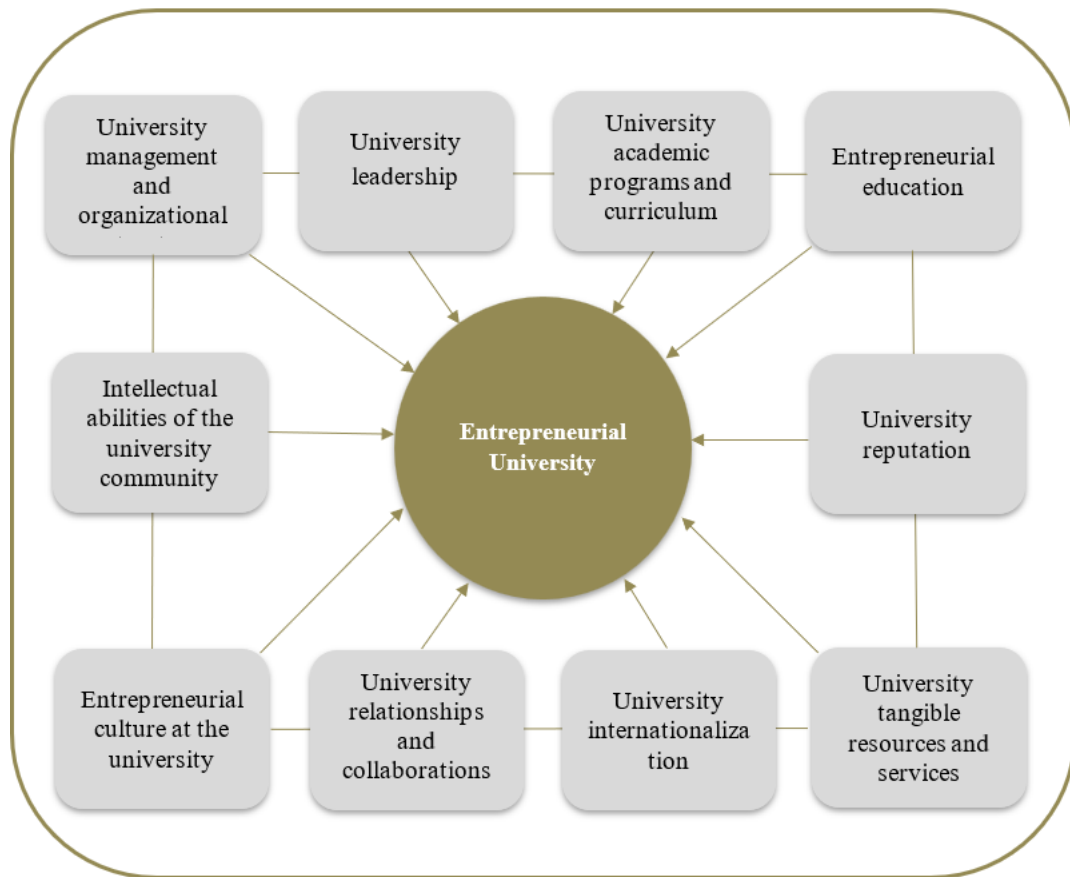 University
management
and
organizational
University
leadership
University
academic
programs and
curriculum
Entrepreneurial
education
Intellectual
abilities of the
university
community
Entrepreneurial
University
University
reputation
Entrepreneurial
culture at the
university
University
relationships
and
collaborations
University
internationaliza
tion
University
tangible
resources and
services